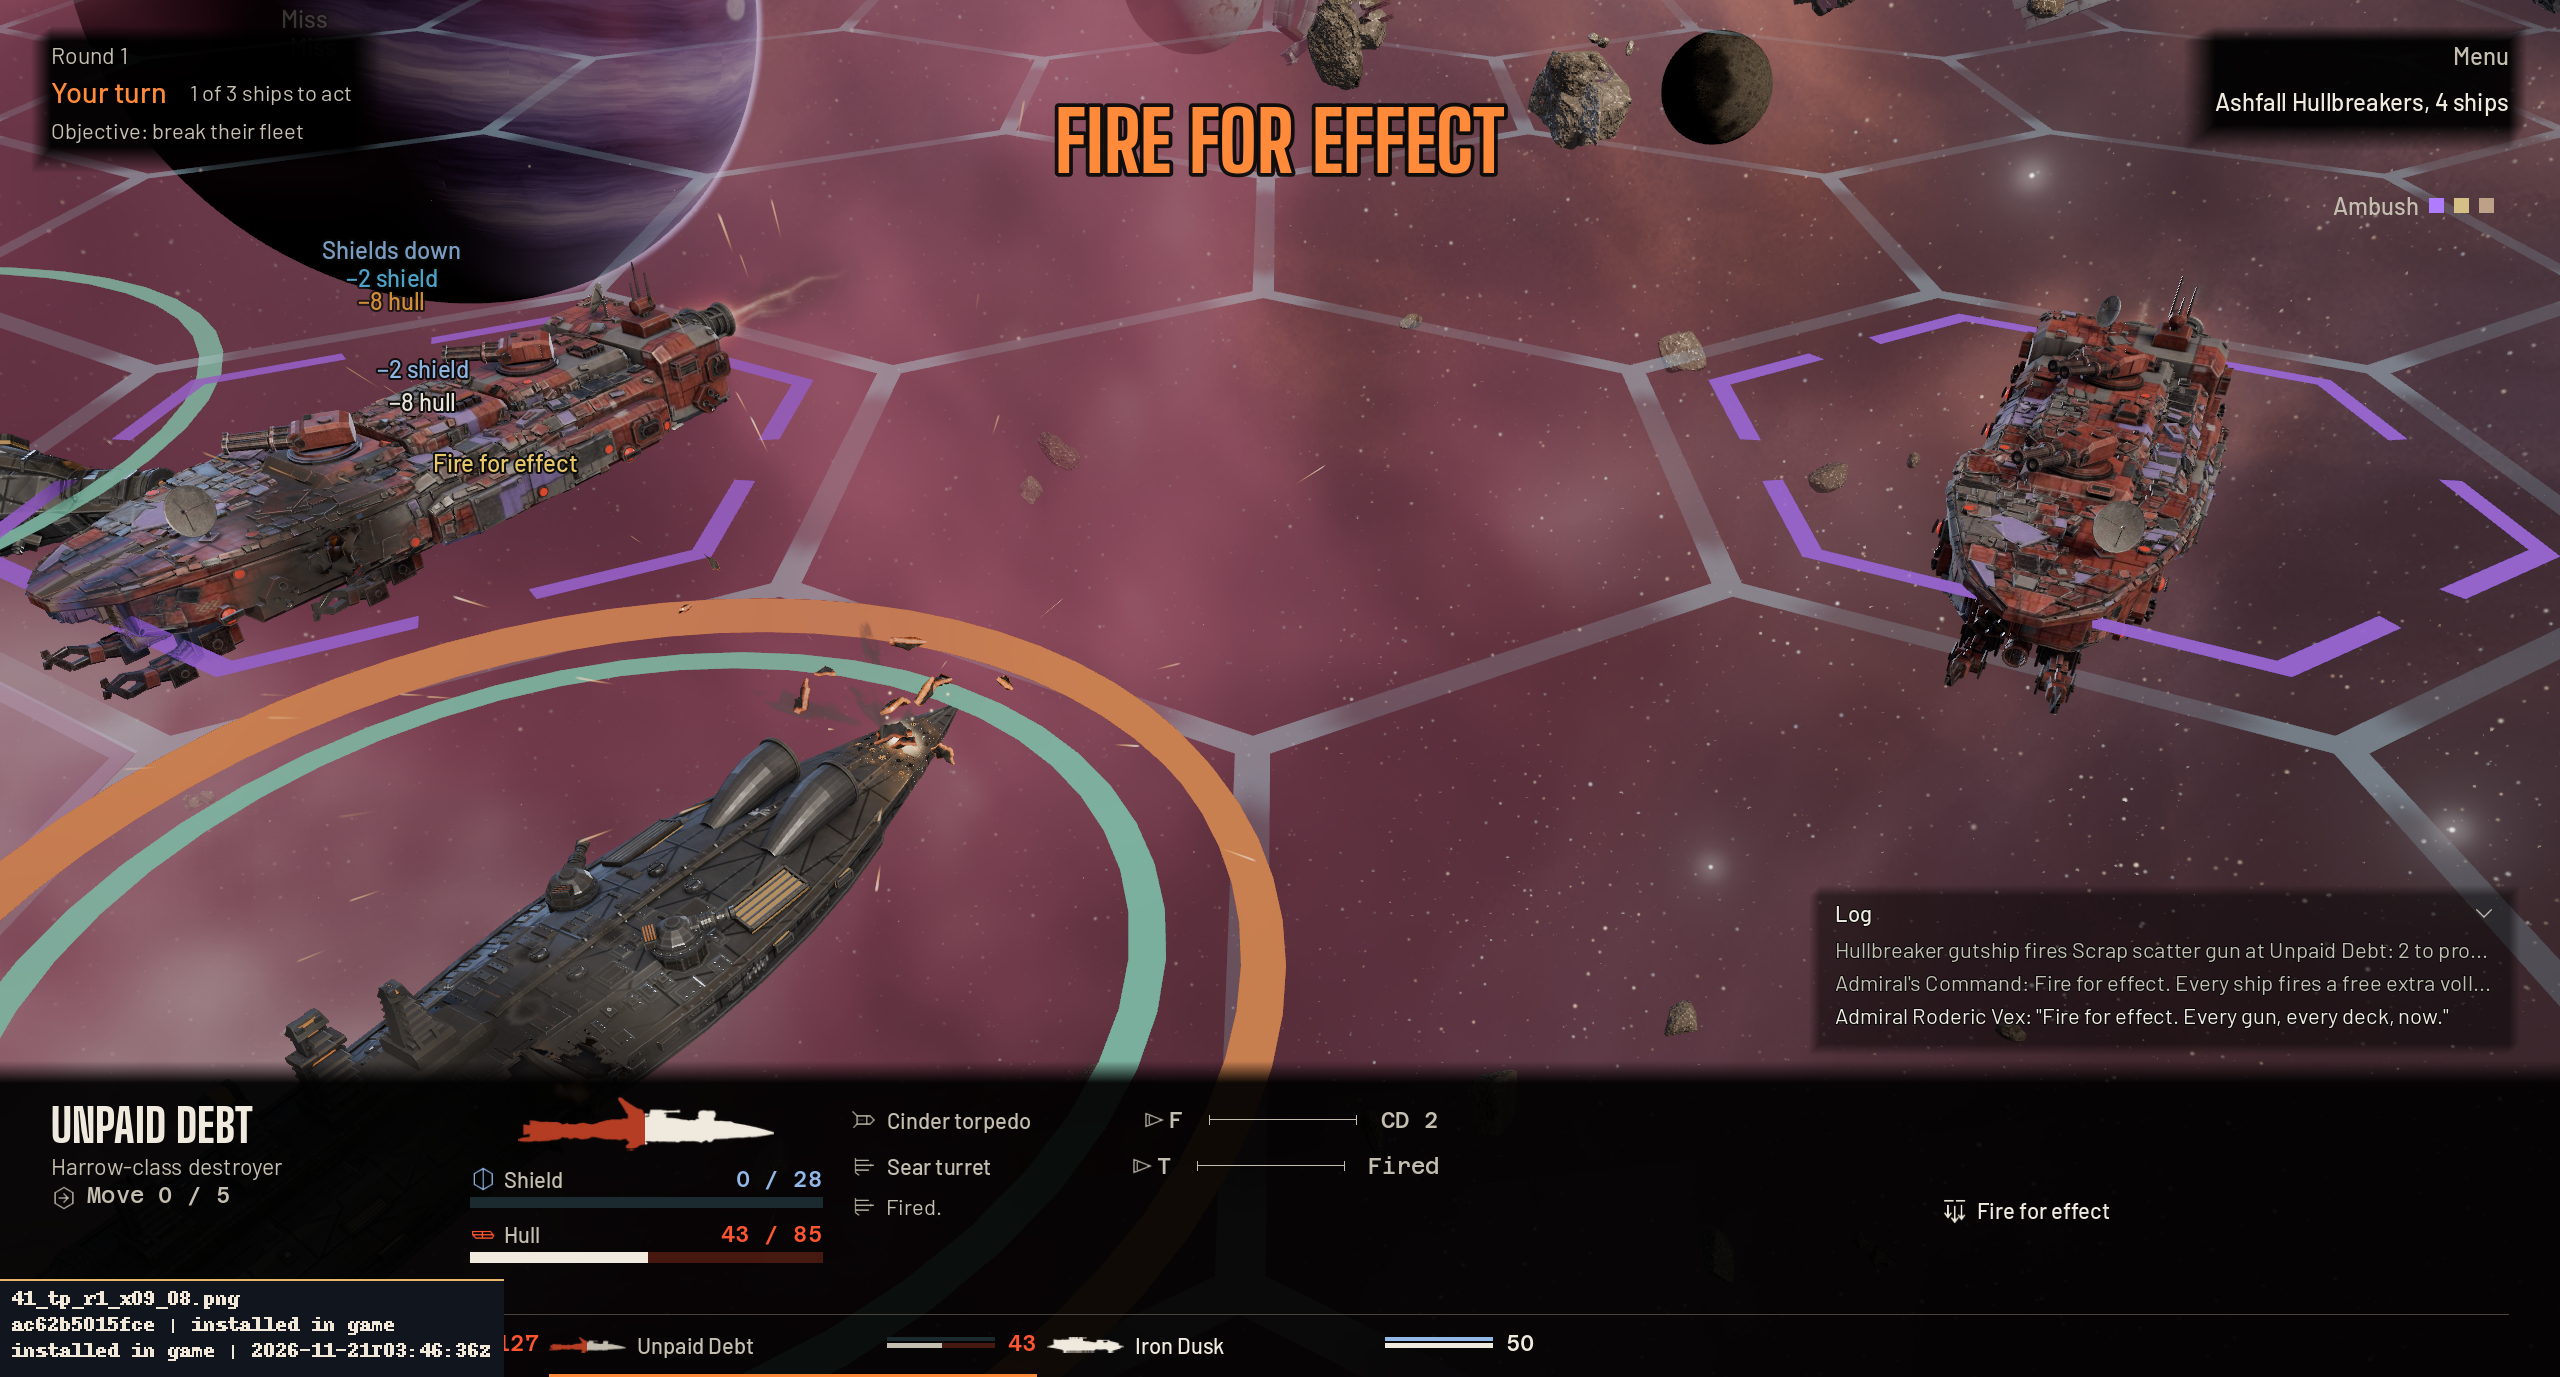 Miss
Round 1
Your turn 1 of 3 ships to act
Objective: break their fleet
FIRE FOR EFFECT
Menu
Ashfall Hullbreakers, 4 ships
Ambush
Shields down
−2 shield
−8 hull
−2 shield
−8 hull
Fire for effect
Log
Hullbreaker gutship fires Scrap scatter gun at Unpaid Debt: 2 to pro...
Admiral's Command: Fire for effect. Every ship fires a free extra voll...
Admiral Roderic Vex: "Fire for effect. Every gun, every deck, now."
UNPAID DEBT
Harrow-class destroyer
Move 0 / 5
Shield 0 / 28
Hull 43 / 85
Cinder torpedo F CD 2
Sear turret T Fired
Fired.
Fire for effect
41_tp_r1_x09_08.png
ac62b5015fce | installed in game
installed in game | 2026-11-21T03:46:36Z
127 Unpaid Debt 43 Iron Dusk 50